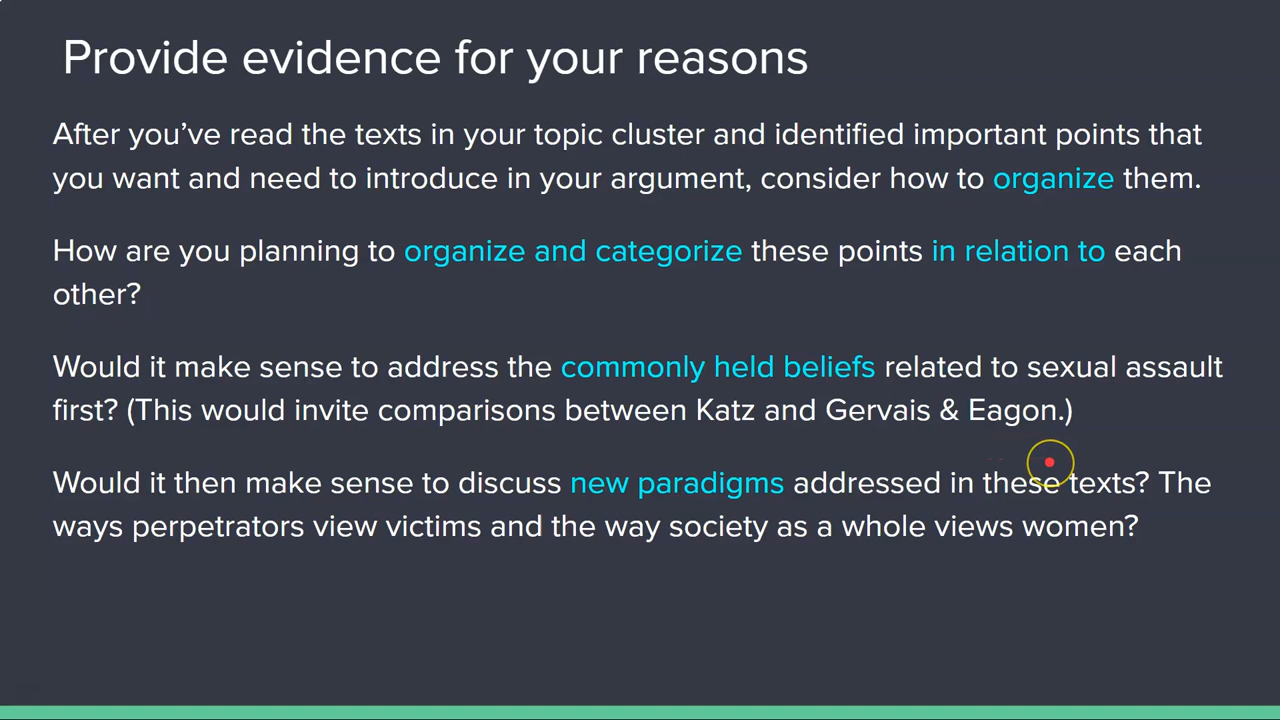 Provide evidence for your reasons
After you’ve read the texts in your topic cluster and identified important points that
you want and need to introduce in your argument, consider how to organize them.
How are you planning to organize and categorize these points in relation to each
other?
Would it make sense to address the commonly held beliefs related to sexual assault
first? (This would invite comparisons between Katz and Gervais & Eagon.)
Would it then make sense to discuss new paradigms addressed in these texts? The
ways perpetrators view victims and the way society as a whole views women?